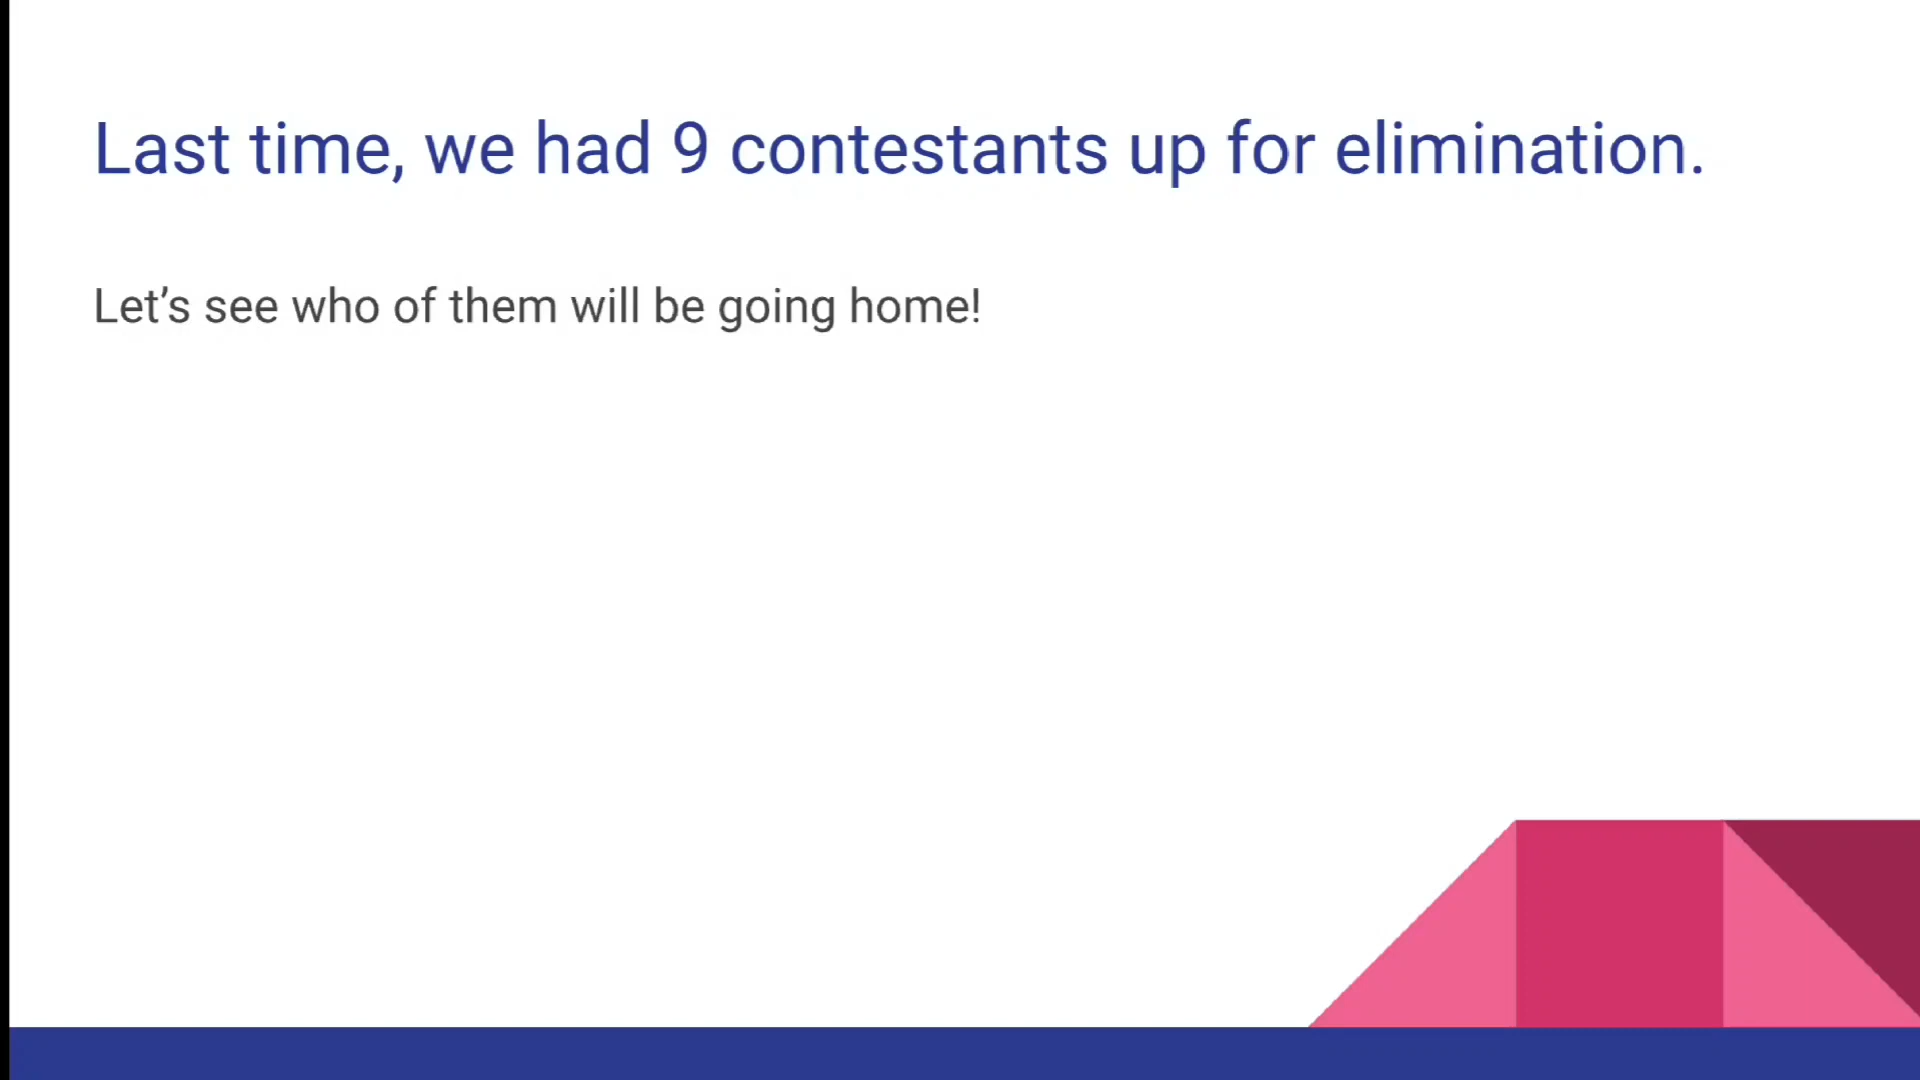 Last time, we had 9 contestants up for elimination.
Let’s see who of them will be going home!